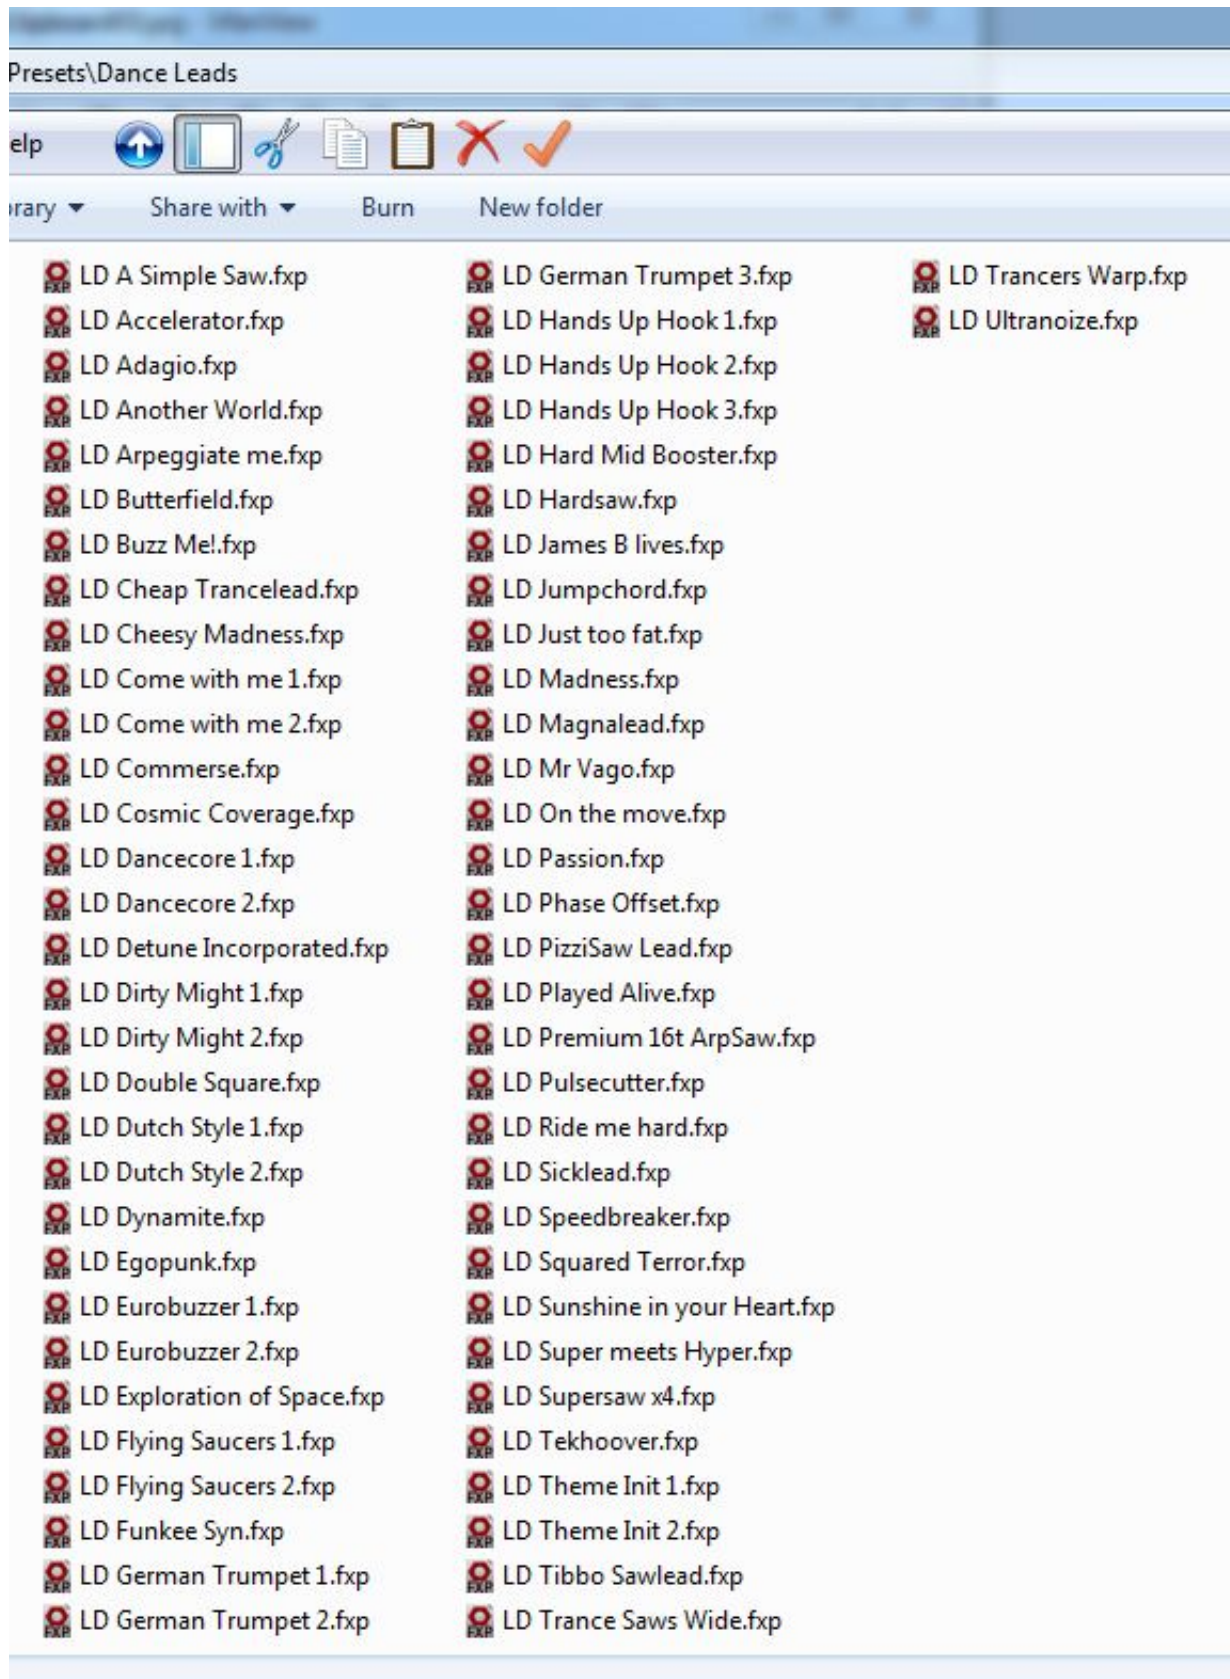 Presets\Dance Leads
elp
brary Share with Burn New folder
LD A Simple Saw.fxp
LD Accelerator.fxp
LD Adagio.fxp
LD Another World.fxp
LD Arpeggiate me.fxp
LD Butterfield.fxp
LD Buzz Me!.fxp
LD Cheap Trancelead.fxp
LD Cheesy Madness.fxp
LD Come with me 1.fxp
LD Come with me 2.fxp
LD Commerse.fxp
LD Cosmic Coverage.fxp
LD Dancecore 1.fxp
LD Dancecore 2.fxp
LD Detune Incorporated.fxp
LD Dirty Might 1.fxp
LD Dirty Might 2.fxp
LD Double Square.fxp
LD Dutch Style 1.fxp
LD Dutch Style 2.fxp
LD Dynamite.fxp
LD Egopunk.fxp
LD Eurobuzzer 1.fxp
LD Eurobuzzer 2.fxp
LD Exploration of Space.fxp
LD Flying Saucers 1.fxp
LD Flying Saucers 2.fxp
LD Funkee Syn.fxp
LD German Trumpet 1.fxp
LD German Trumpet 2.fxp
LD German Trumpet 3.fxp
LD Hands Up Hook 1.fxp
LD Hands Up Hook 2.fxp
LD Hands Up Hook 3.fxp
LD Hard Mid Booster.fxp
LD Hardsaw.fxp
LD James B lives.fxp
LD Jumpchord.fxp
LD Just too fat.fxp
LD Madness.fxp
LD Magnalead.fxp
LD Mr Vago.fxp
LD On the move.fxp
LD Passion.fxp
LD Phase Offset.fxp
LD PizziSaw Lead.fxp
LD Played Alive.fxp
LD Premium 16t ArpSaw.fxp
LD Pulsecutter.fxp
LD Ride me hard.fxp
LD Sicklead.fxp
LD Speedbreaker.fxp
LD Squared Terror.fxp
LD Sunshine in your Heart.fxp
LD Super meets Hyper.fxp
LD Supersaw x4.fxp
LD Tekhoover.fxp
LD Theme Init 1.fxp
LD Theme Init 2.fxp
LD Tibbo Sawlead.fxp
LD Trance Saws Wide.fxp
LD Trancers Warp.fxp
LD Ultranoize.fxp